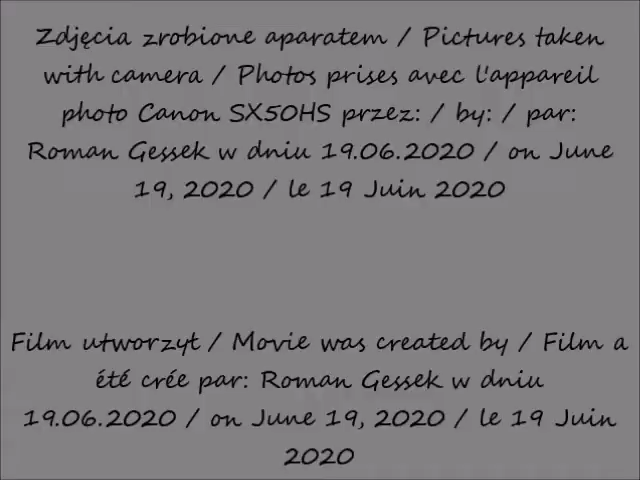 Zdjęcia zrobione aparatem / Pictures taken
with camera / Photos prises avec l'appareil
photo Canon SX50HS przez: / by: / par:
Roman Gessek w dniu 19.06.2020 / on June
19, 2020 / le 19 Juin 2020
Film utworzył / Movie was created by / Film a
été crée par: Roman Gessek w dniu
19.06.2020 / on June 19, 2020 / le 19 Juin
2020